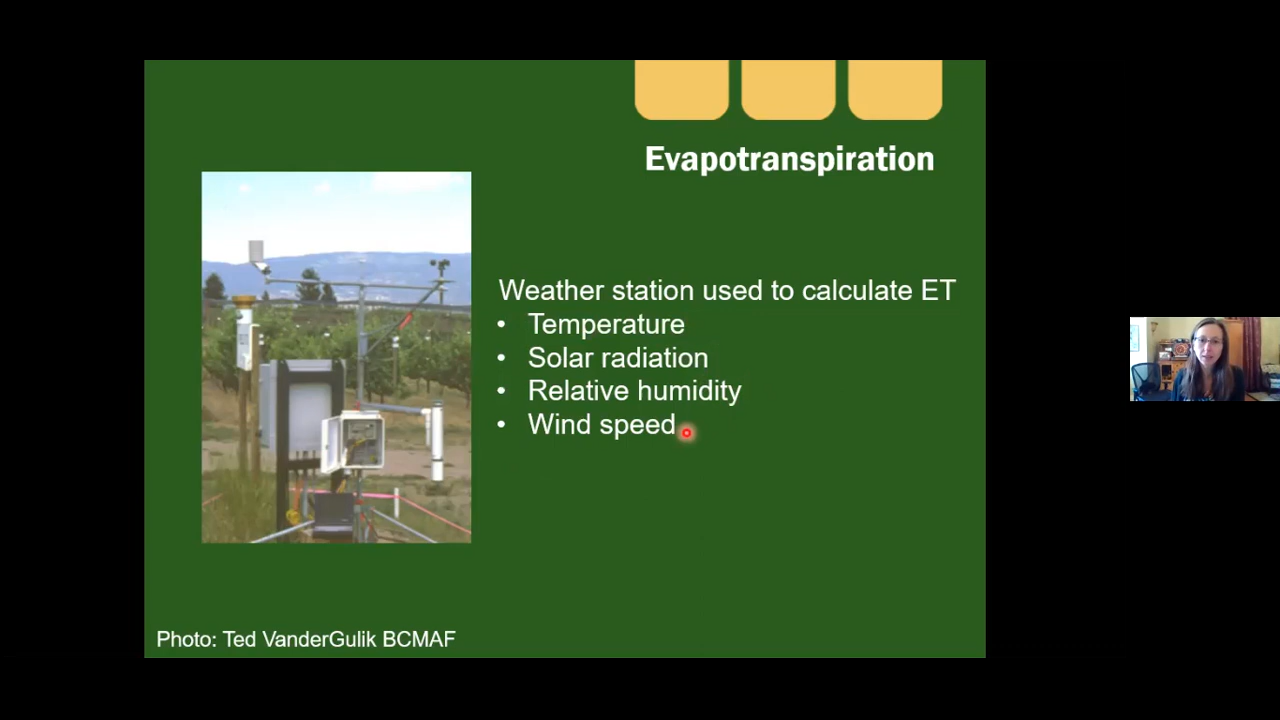 Evapotranspiration
Weather station used to calculate ET
• Temperature
• Solar radiation
• Relative humidity
• Wind speed
Photo: Ted VanderGulik BCMAF